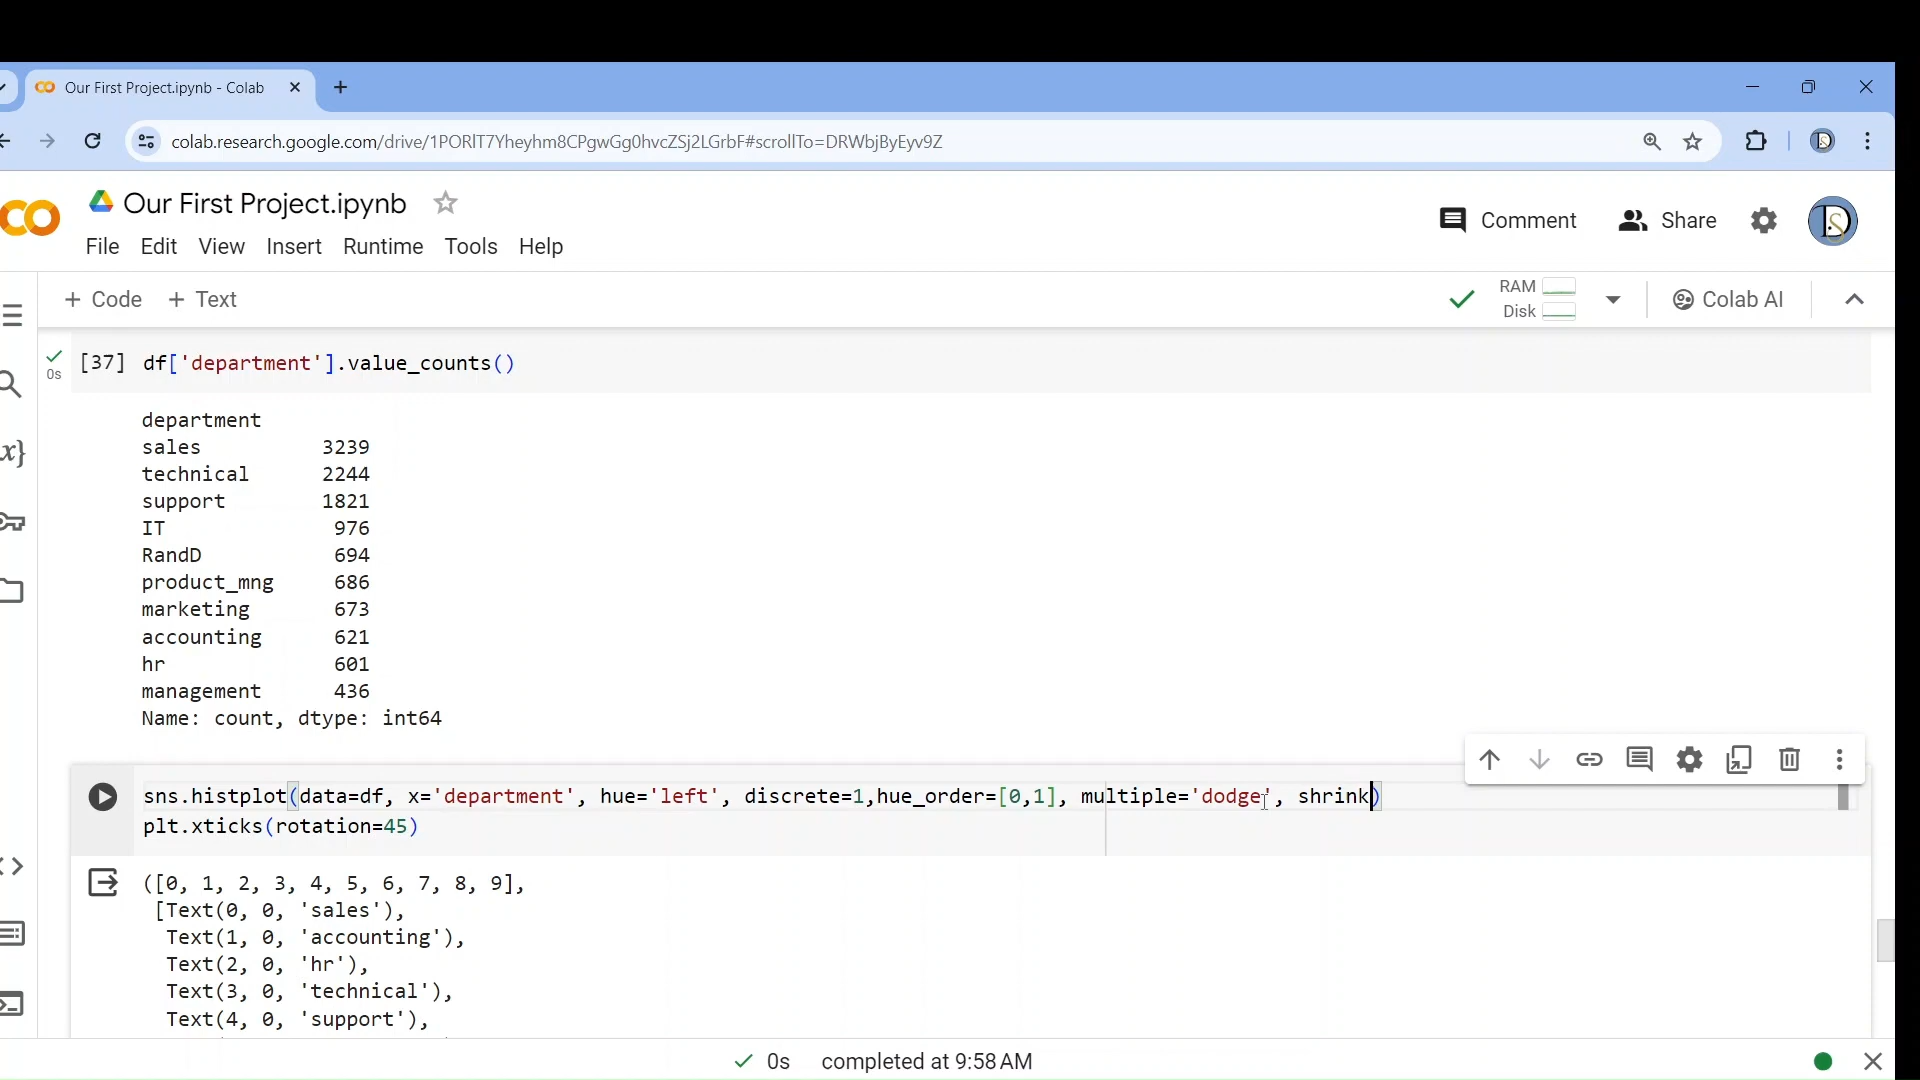 Our First Project.ipynb - Colab
colab.research.google.com/drive/1PORlT7Yheyhm8CPgwGg0hvcZSj2LGrbF#scrollTo=DRWbjByEyv9Z
Our First Project.ipynb
Comment Share
File Edit View Insert Runtime Tools Help
+ Code + Text
RAM
Disk
Colab AI
0s
[37] df['department'].value_counts()
department
sales 3239
technical 2244
support 1821
IT 976
RandD 694
product_mng 686
marketing 673
accounting 621
hr 601
management 436
Name: count, dtype: int64
sns.histplot(data=df, x='department', hue='left', discrete=1,hue_order=[0,1], multiple='dodge', shrink)
plt.xticks(rotation=45)
([0, 1, 2, 3, 4, 5, 6, 7, 8, 9],
[Text(0, 0, 'sales'),
Text(1, 0, 'accounting'),
Text(2, 0, 'hr'),
Text(3, 0, 'technical'),
Text(4, 0, 'support'),
0s completed at 9:58 AM